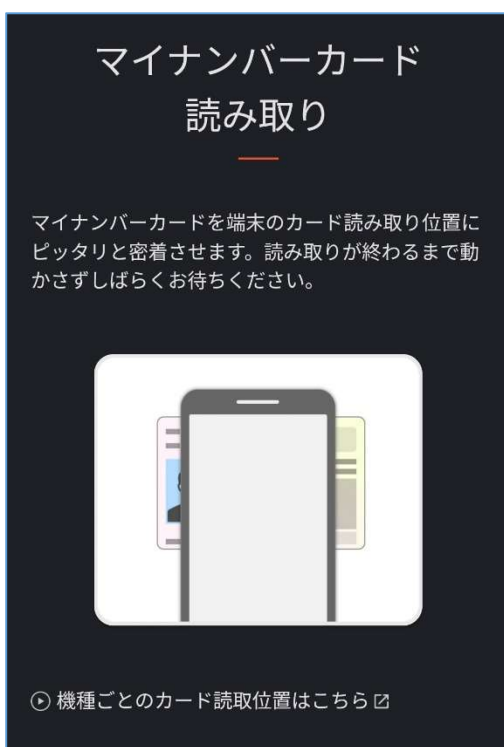 マイナンバーカード
読み取り
マイナンバーカードを端末のカード読み取り位置に
ピッタリと密着させます。読み取りが終わるまで動
かさずしばらくお待ちください。
機種ごとのカード読取位置はこちら